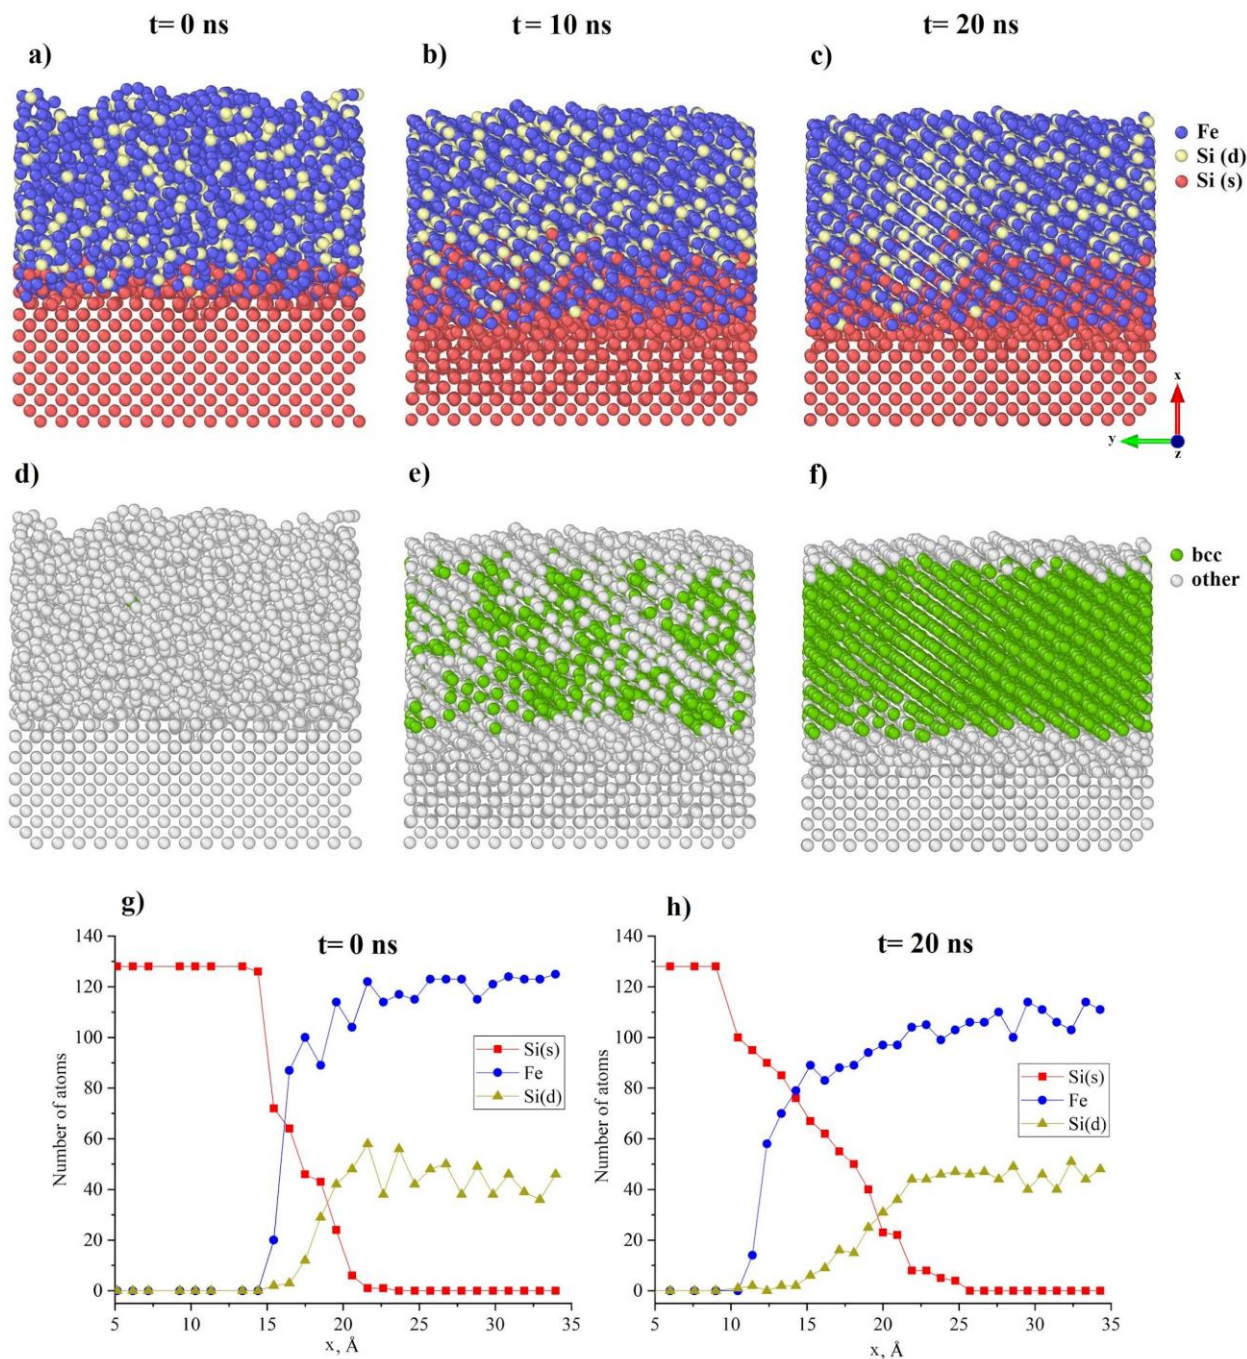 t= 0 ns
t= 10 ns
t= 20 ns
a)
b)
c)
Fe
Si (d)
Si (s)
x
y
z
d)
e)
f)
bcc
other
g)
t= 0 ns
140
120
100
80
60
40
20
0
Number of atoms
Si(s)
Fe
Si(d)
5
10
15
20
25
30
35
x, Å
h)
t= 20 ns
140
120
100
80
60
40
20
0
Number of atoms
Si(s)
Fe
Si(d)
5
10
15
20
25
30
35
x, Å